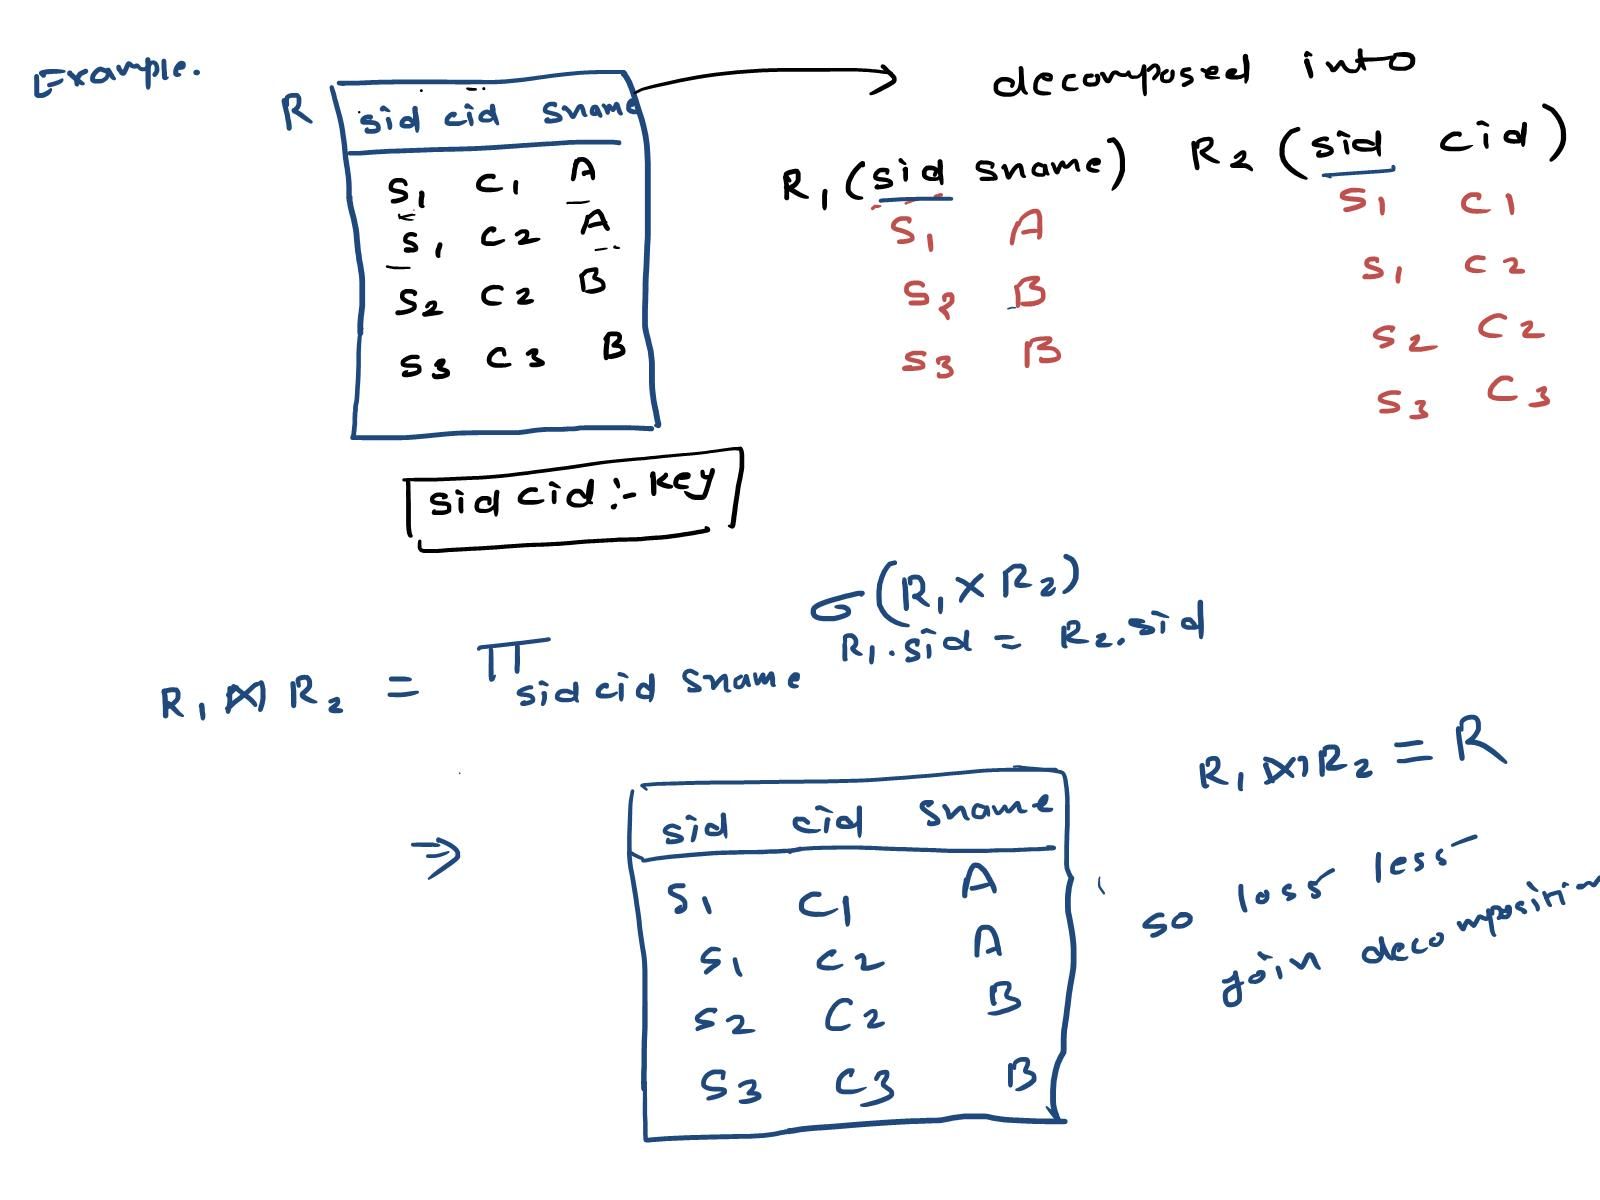 Example.
R
sid cid sname
S1 C1 A
S1 C2 A
S2 C2 B
S3 C3 B
sid cid :- key
decomposed into
R1 (sid sname)
S1 A
S2 B
S3 B
R2 (sid cid)
S1 C1
S1 C2
S2 C2
S3 C3
R1 ⋈ R2 = π sid cid sname σ (R1 × R2)
R1.sid = R2.sid
R1 ⋈ R2 = R
⇒
sid cid sname
S1 C1 A
S1 C2 A
S2 C2 B
S3 C3 B
so loss less
join decomposition